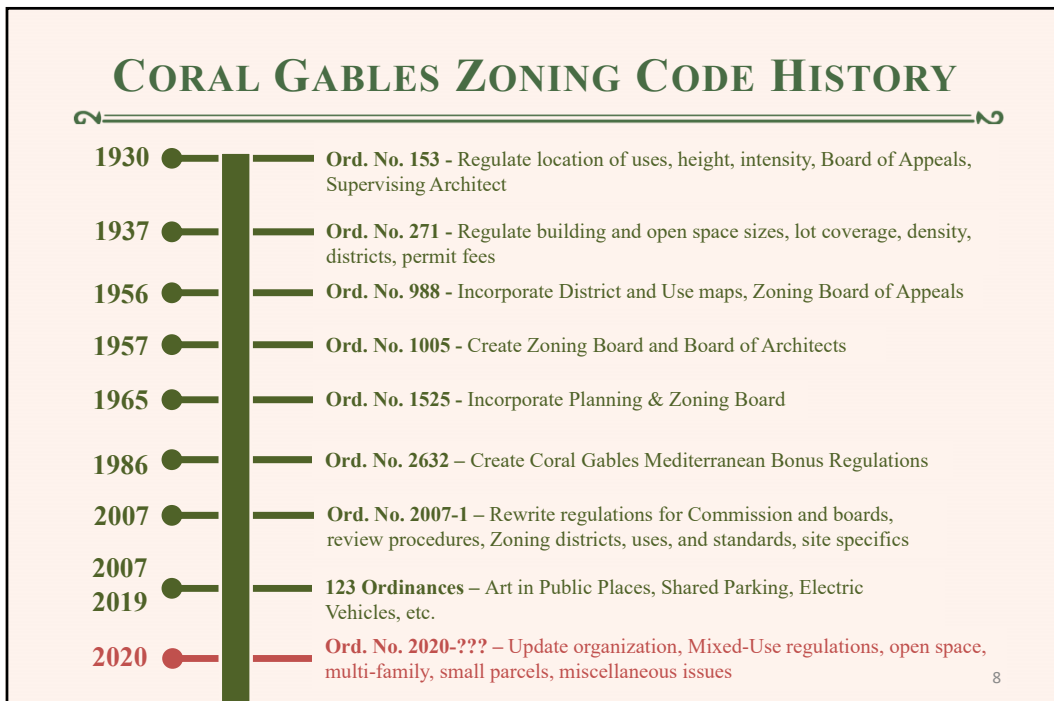 CORAL GABLES ZONING CODE HISTORY
1930
Ord. No. 153 - Regulate location of uses, height, intensity, Board of Appeals,
Supervising Architect
1937
Ord. No. 271 - Regulate building and open space sizes, lot coverage, density,
districts, permit fees
1956
Ord. No. 988 - Incorporate District and Use maps, Zoning Board of Appeals
1957
Ord. No. 1005 - Create Zoning Board and Board of Architects
1965
Ord. No. 1525 - Incorporate Planning & Zoning Board
1986
Ord. No. 2632 – Create Coral Gables Mediterranean Bonus Regulations
2007
Ord. No. 2007-1 – Rewrite regulations for Commission and boards,
review procedures, Zoning districts, uses, and standards, site specifics
2007
2019
123 Ordinances – Art in Public Places, Shared Parking, Electric
Vehicles, etc.
2020
Ord. No. 2020-??? – Update organization, Mixed-Use regulations, open space,
multi-family, small parcels, miscellaneous issues
8